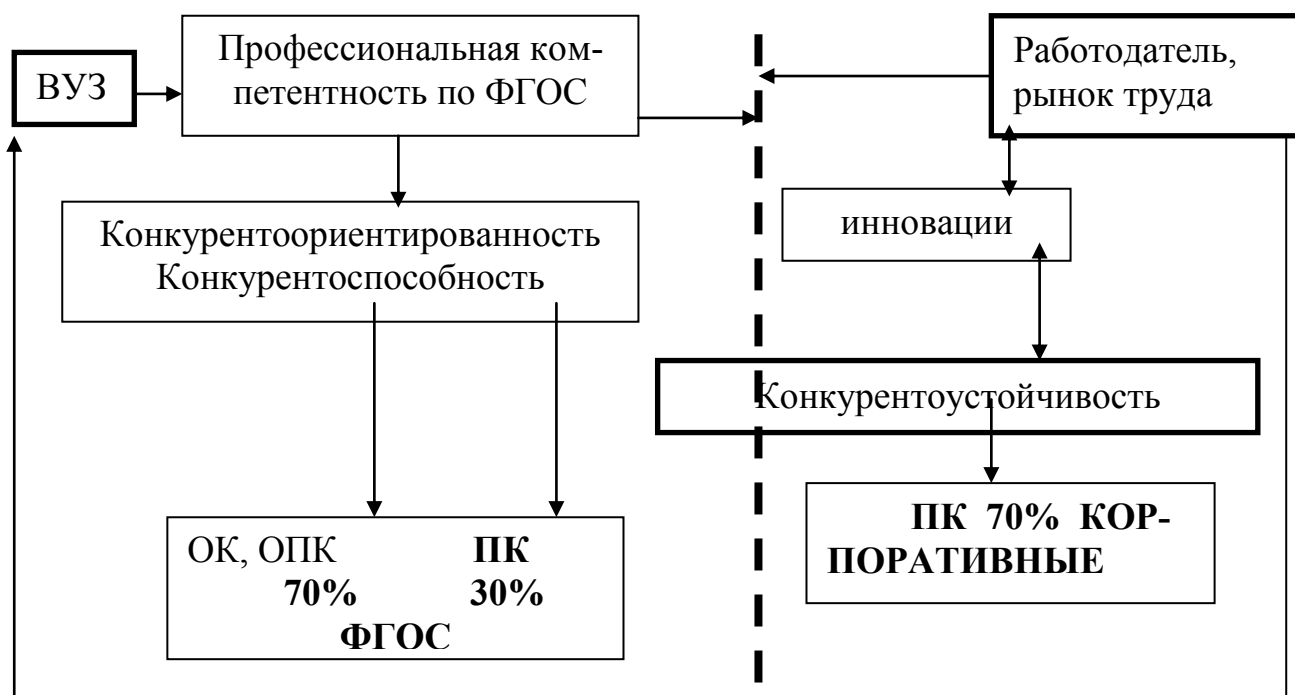 ВУЗ
Профессиональная ком-
петентность по ФГОС
Работодатель,
рынок труда
Конкурентоориентированность
Конкурентоспособность
инновации
Конкурентоустойчивость
ОК, ОПК ПК
70% 30%
ФГОС
ПК 70% КОР-
ПОРАТИВНЫЕ